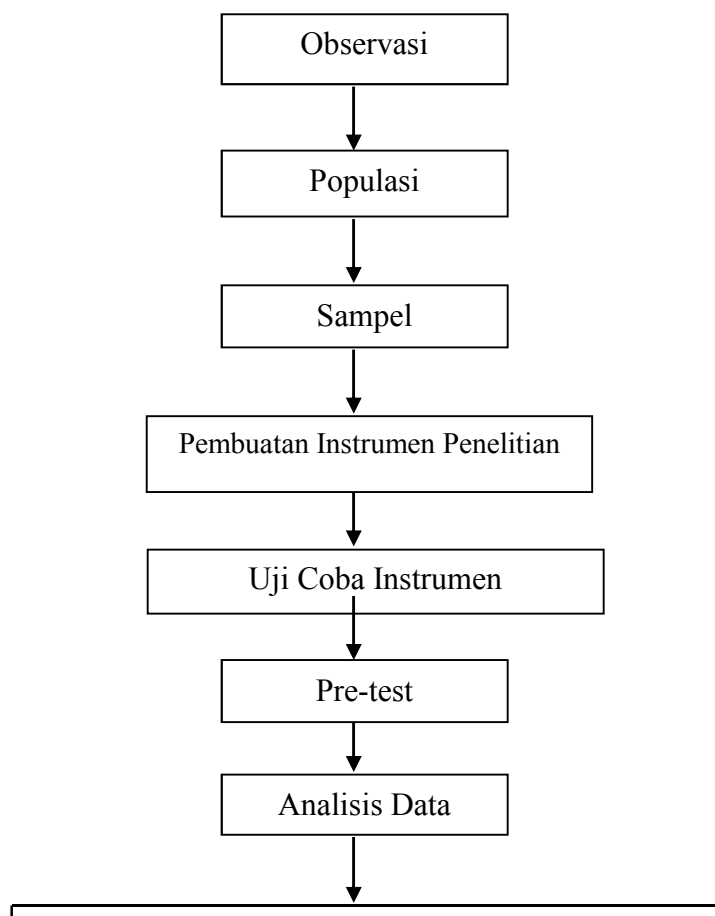 Observasi
Populasi
Sampel
Pembuatan Instrumen Penelitian
Uji Coba Instrumen
Pre-test
Analisis Data